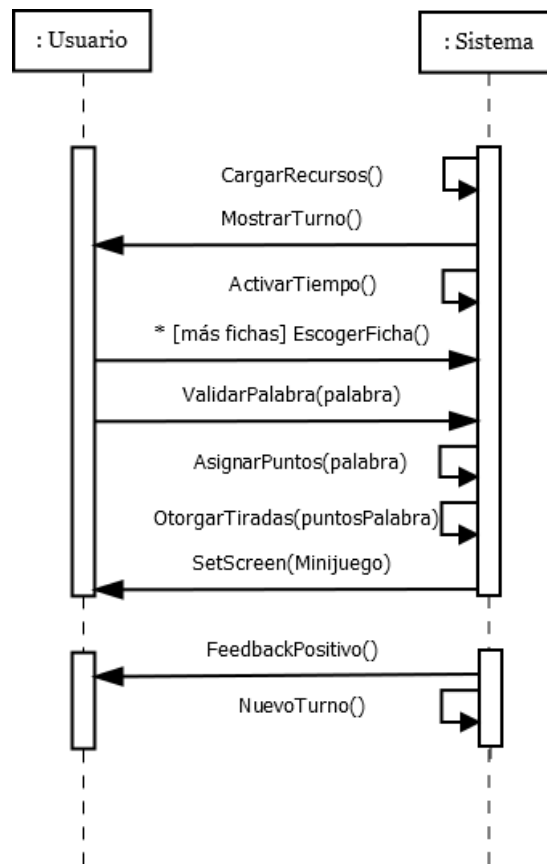 : Usuario
: Sistema
CargarRecursos()
MostrarTurno()
ActivarTiempo()
* [más fichas] EscogerFicha()
ValidarPalabra(palabra)
AsignarPuntos(palabra)
OtorgarTiradas(puntosPalabra)
SetScreen(Minijuego)
FeedbackPositivo()
NuevoTurno()